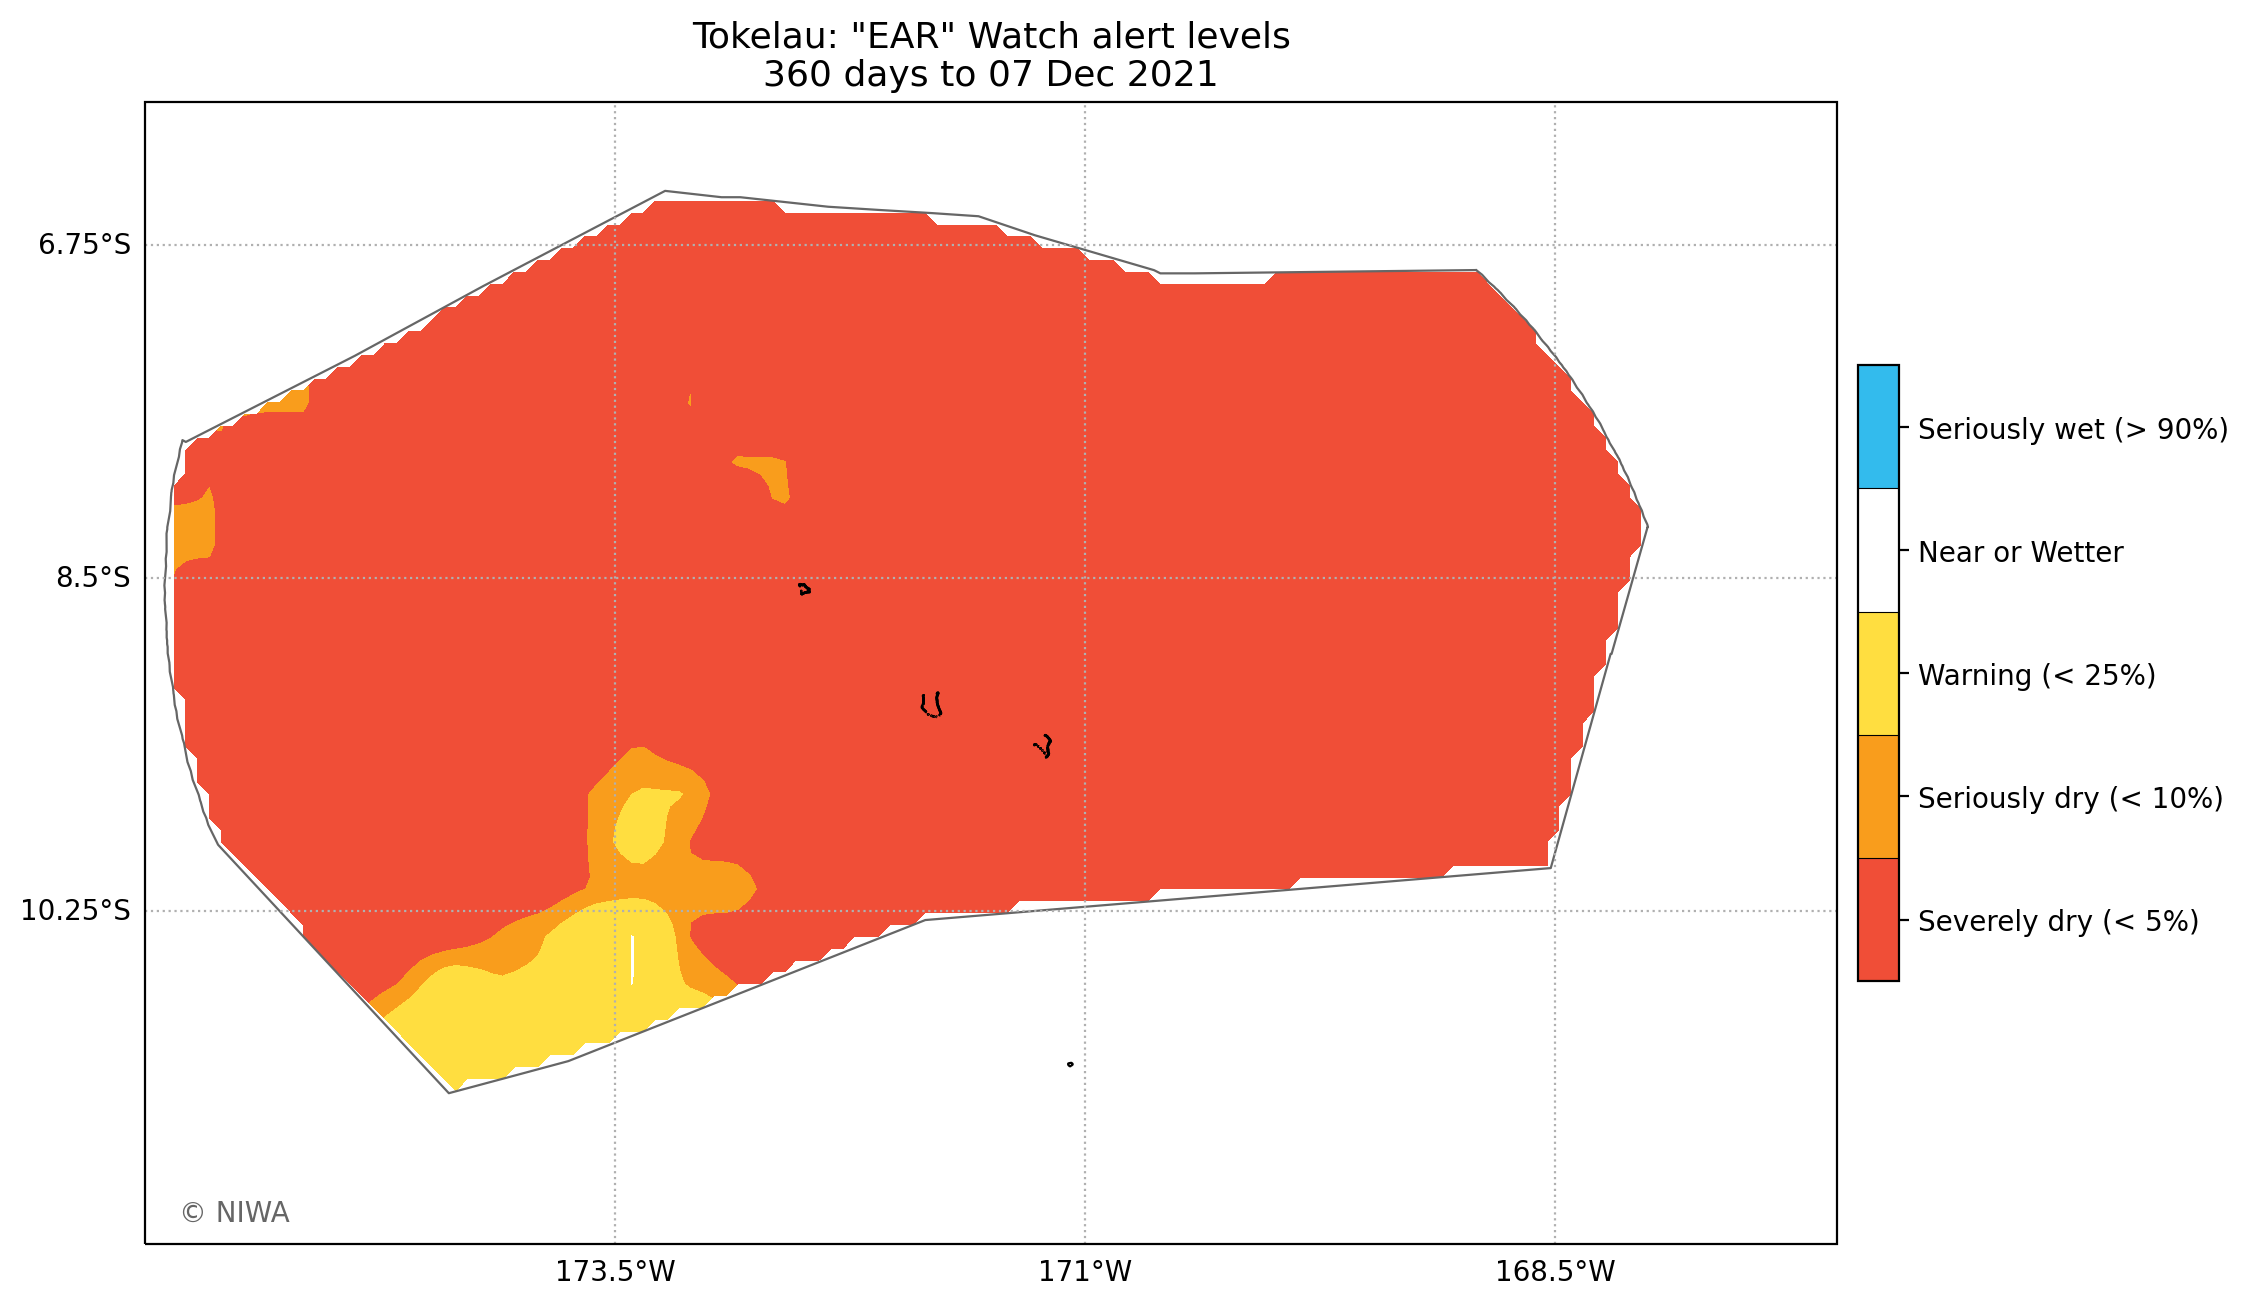 Tokelau: "EAR" Watch alert levels
360 days to 07 Dec 2021
6.75°S
8.5°S
10.25°S
173.5°W
171°W
168.5°W
Seriously wet (> 90%)
Near or Wetter
Warning (< 25%)
Seriously dry (< 10%)
Severely dry (< 5%)
© NIWA